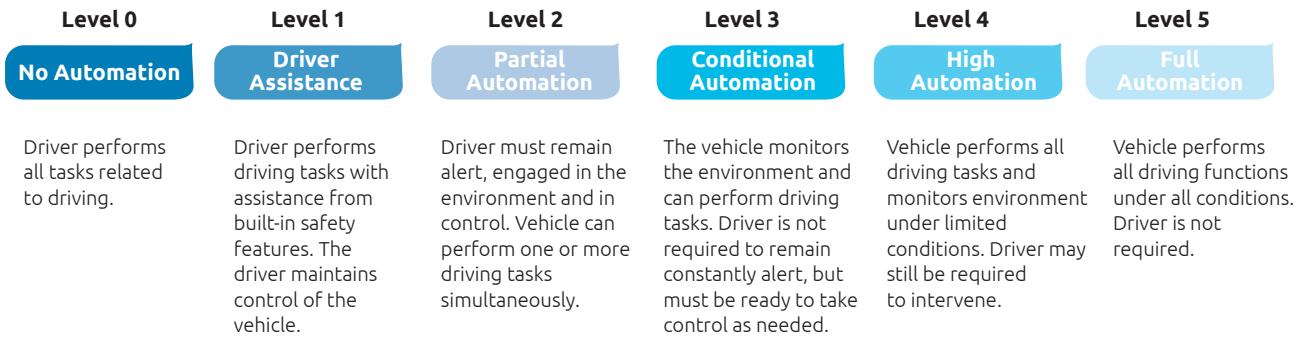 Level 0
No Automation
Driver performs
all tasks related
to driving.
Level 1
Driver
Assistance
Driver performs
driving tasks with
assistance from
built-in safety
features. The
driver maintains
control of the
vehicle.
Level 2
Partial
Automation
Driver must remain
alert, engaged in the
environment and in
control. Vehicle can
perform one or more
driving tasks
simultaneously.
Level 3
Conditional
Automation
The vehicle monitors
the environment and
can perform driving
tasks. Driver is not
required to remain
constantly alert, but
must be ready to take
control as needed.
Level 4
High
Automation
Vehicle performs all
driving tasks and
monitors environment
under limited
conditions. Driver may
still be required
to intervene.
Level 5
Full
Automation
Vehicle performs
all driving functions
under all conditions.
Driver is not
required.